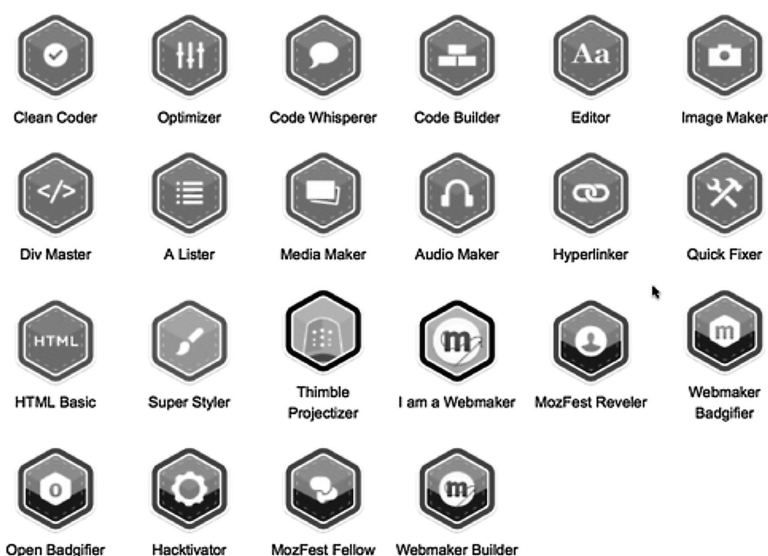 Aa
Clean Coder
Optimizer
Code Whisperer
Code Builder
Editor
Image Maker
</>
Div Master
A Lister
Media Maker
Audio Maker
Hyperlinker
Quick Fixer
HTML
m
m
HTML Basic
Super Styler
Thimble
Projectizer
I am a Webmaker
MozFest Reveler
Webmaker
Badgifier
o
m
Open Badgifier
Hacktivator
MozFest Fellow
Webmaker Builder